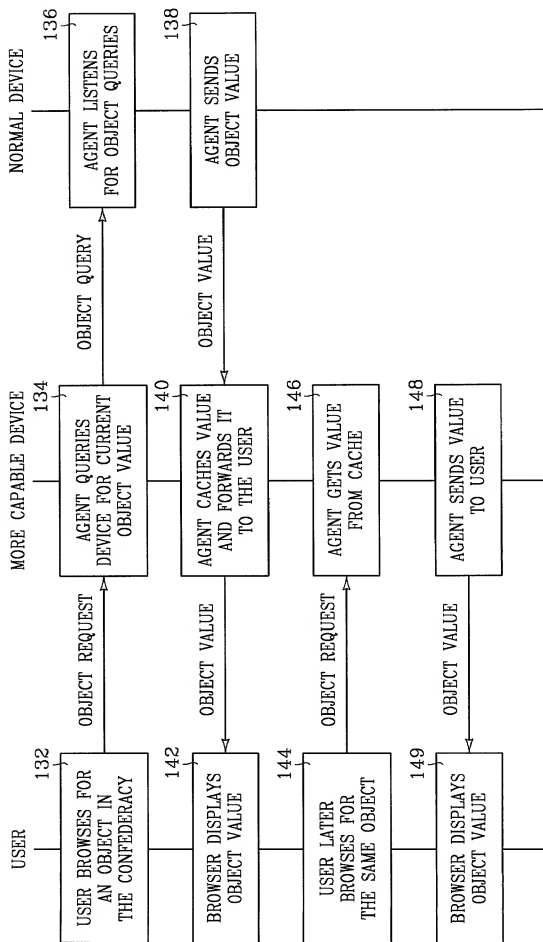 USER
MORE CAPABLE DEVICE
NORMAL DEVICE
132
USER BROWSES FOR
AN OBJECT IN
THE CONFEDERACY
OBJECT REQUEST
134
AGENT QUERIES
DEVICE FOR CURRENT
OBJECT VALUE
OBJECT QUERY
136
AGENT LISTENS
FOR OBJECT QUERIES
142
BROWSER DISPLAYS
OBJECT VALUE
OBJECT VALUE
140
AGENT CACHES VALUE
AND FORWARDS IT
TO THE USER
OBJECT VALUE
138
AGENT SENDS
OBJECT VALUE
144
USER LATER
BROWSES FOR
THE SAME OBJECT
OBJECT REQUEST
146
AGENT GETS VALUE
FROM CACHE
149
BROWSER DISPLAYS
OBJECT VALUE
OBJECT VALUE
148
AGENT SENDS VALUE
TO USER